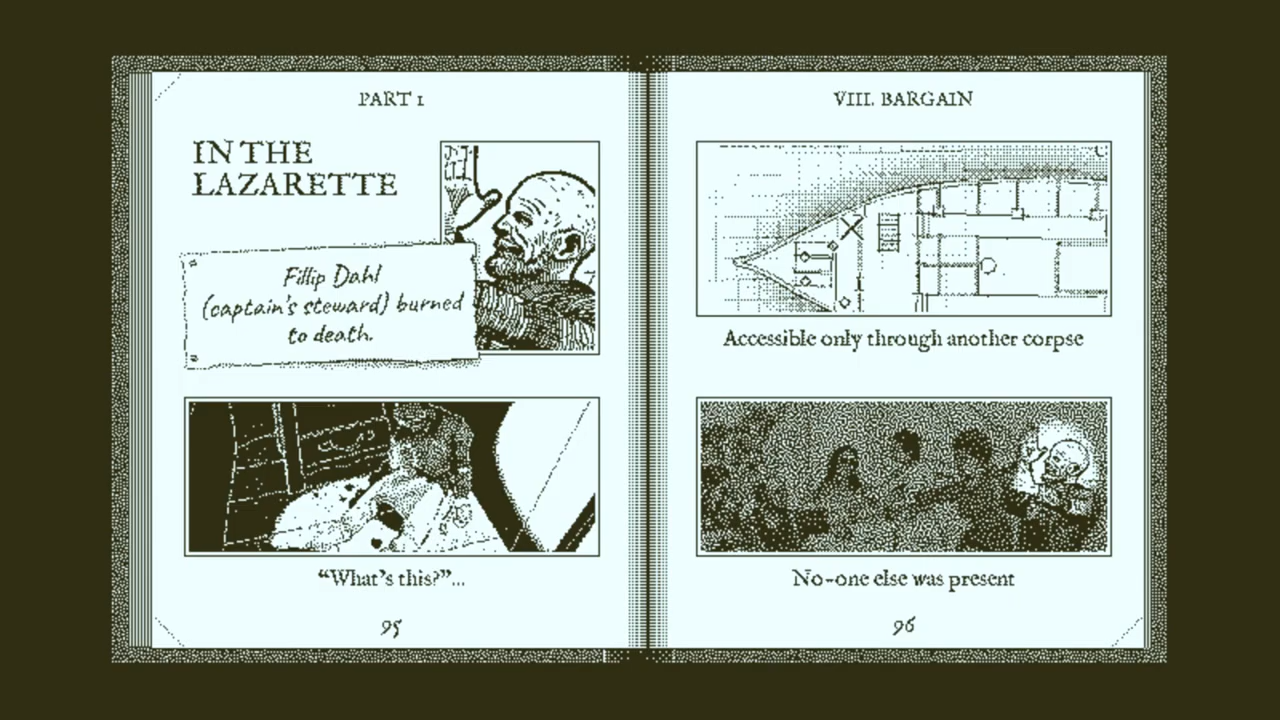 PART 1
IN THE
LAZARETTE
Fillip Dahl
(captain's steward) burned
to death.
"What's this?"...
95
VIII. BARGAIN
Accessible only through another corpse
No-one else was present
96